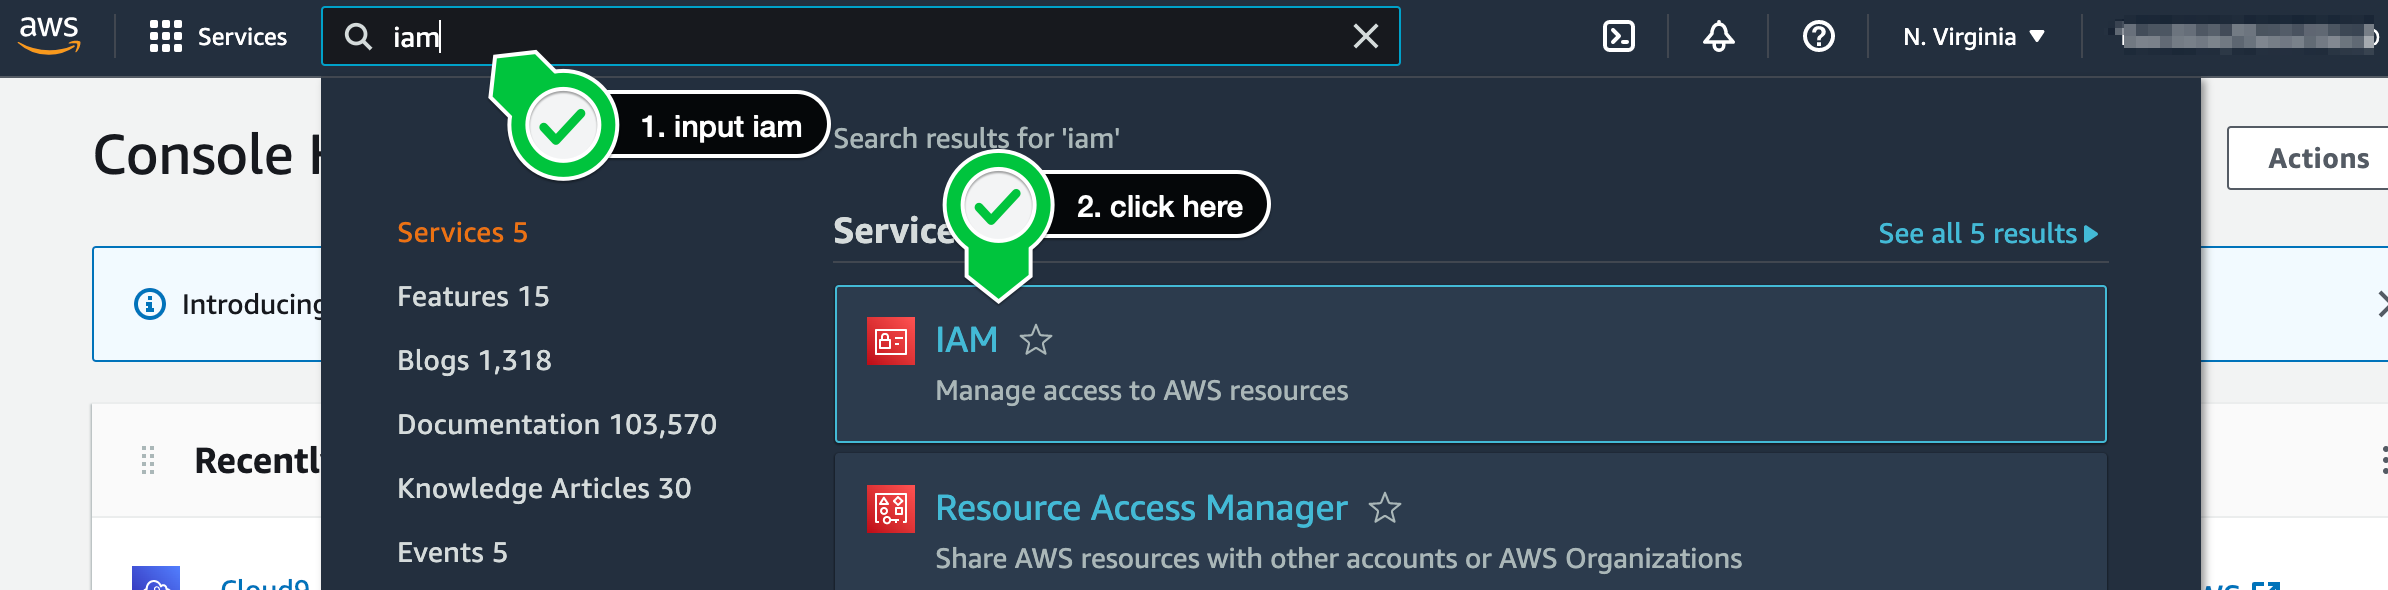 aws Services iam N. Virginia
1. input iam
Search results for 'iam'
Console
Actions
2. click here
Services 5
See all 5 results
Features 15
Introducing
IAM
Blogs 1,318
Manage access to AWS resources
Documentation 103,570
Knowledge Articles 30
Resource Access Manager
Events 5
Share AWS resources with other accounts or AWS Organizations
Cloud9